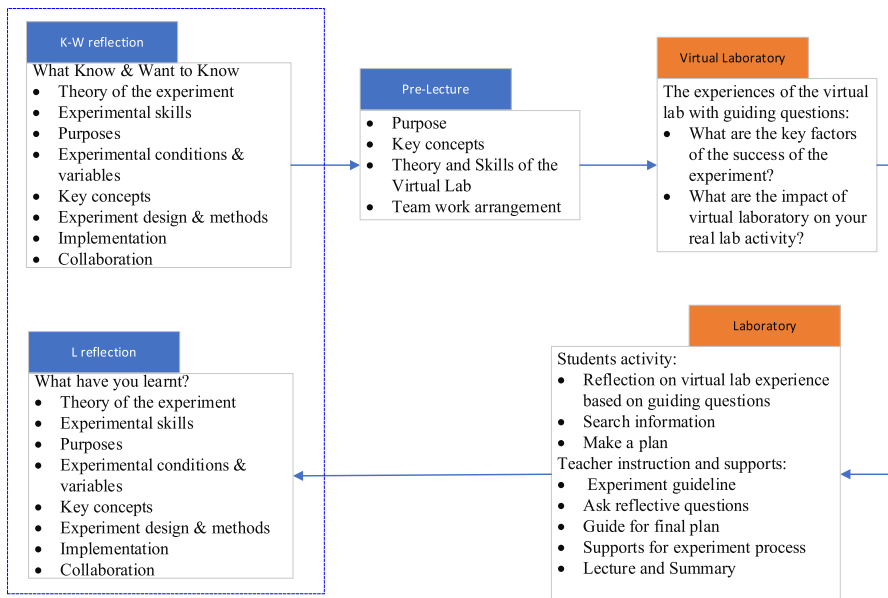 K-W reflection
What Know & Want to Know
• Theory of the experiment
• Experimental skills
• Purposes
• Experimental conditions &
variables
• Key concepts
• Experiment design & methods
• Implementation
• Collaboration
Pre-Lecture
• Purpose
• Key concepts
• Theory and Skills of the
Virtual Lab
• Team work arrangement
Virtual Laboratory
The experiences of the virtual
lab with guiding questions:
• What are the key factors
of the success of the
experiment?
• What are the impact of
virtual laboratory on your
real lab activity?
Laboratory
Students activity:
• Reflection on virtual lab experience
based on guiding questions
• Search information
• Make a plan
Teacher instruction and supports:
• Experiment guideline
• Ask reflective questions
• Guide for final plan
• Supports for experiment process
• Lecture and Summary
L reflection
What have you learnt?
• Theory of the experiment
• Experimental skills
• Purposes
• Experimental conditions &
variables
• Key concepts
• Experiment design & methods
• Implementation
• Collaboration